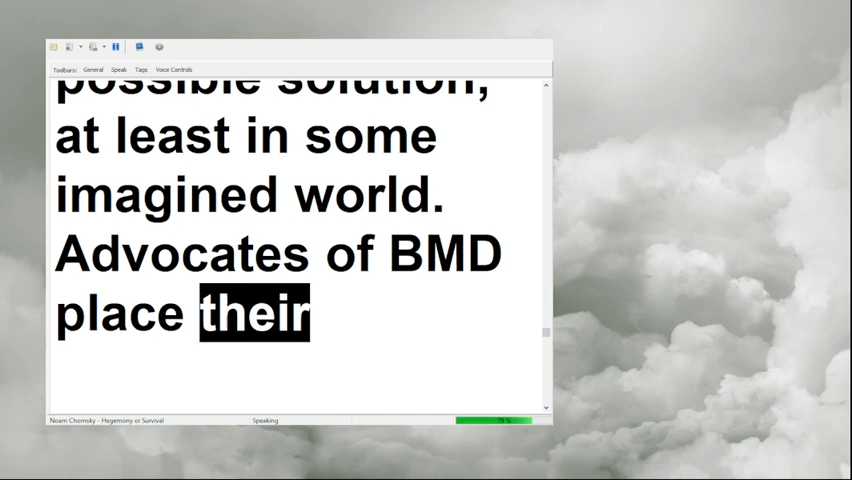 Toolbars: General Speak Tags Voice Controls
possible solution,
at least in some
imagined world.
Advocates of BMD
place their
Noam Chomsky - Hegemony or Survival Speaking 79 %